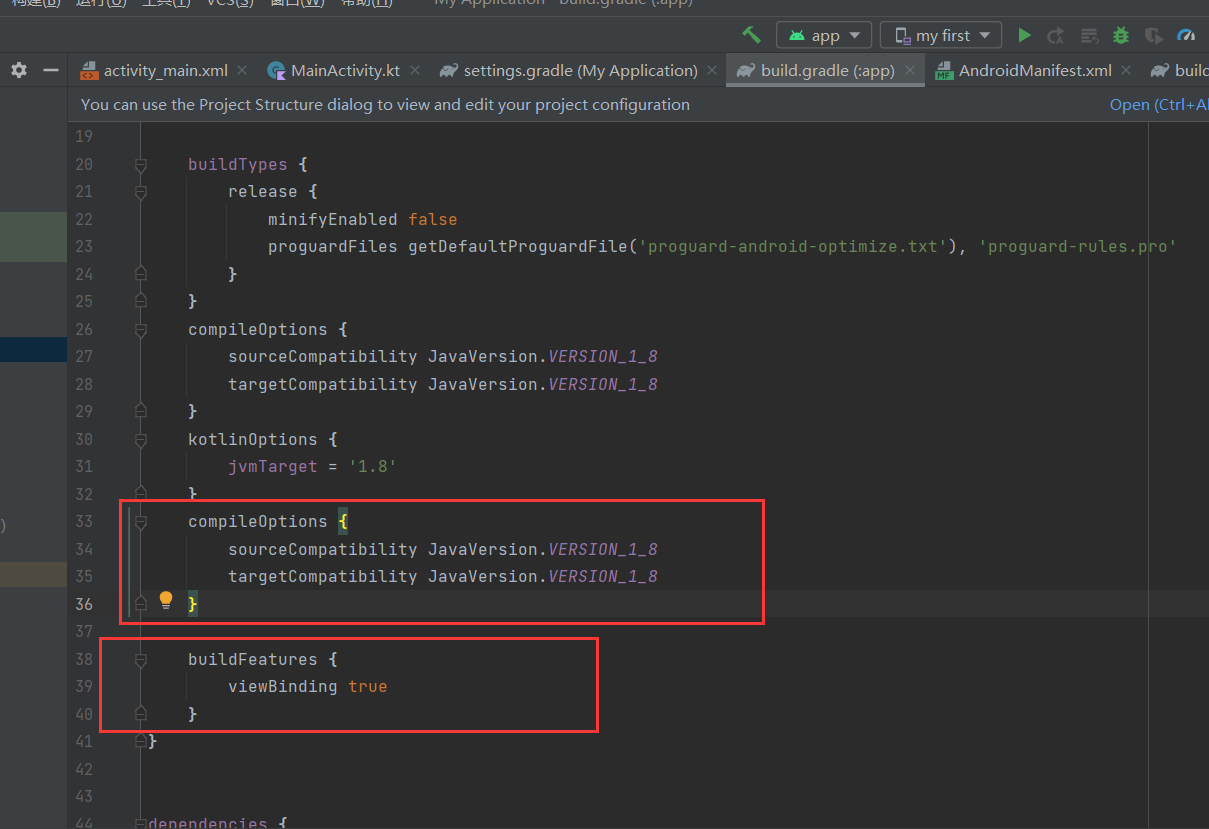 构建(B) 运行(U) 工具(T) VCS(S) 窗口(W) 帮助(H) My Application - build.gradle (:app)
app my first
activity_main.xml MainActivity.kt settings.gradle (My Application) build.gradle (:app) AndroidManifest.xml build
You can use the Project Structure dialog to view and edit your project configuration Open (Ctrl+Al
19
20 buildTypes {
21 release {
22 minifyEnabled false
23 proguardFiles getDefaultProguardFile('proguard-android-optimize.txt'), 'proguard-rules.pro'
24 }
25 }
26 compileOptions {
27 sourceCompatibility JavaVersion.VERSION_1_8
28 targetCompatibility JavaVersion.VERSION_1_8
29 }
30 kotlinOptions {
31 jvmTarget = '1.8'
32 }
33 compileOptions {
34 sourceCompatibility JavaVersion.VERSION_1_8
35 targetCompatibility JavaVersion.VERSION_1_8
36 }
37
38 buildFeatures {
39 viewBinding true
40 }
41 }
42
43
44 dependencies {
)